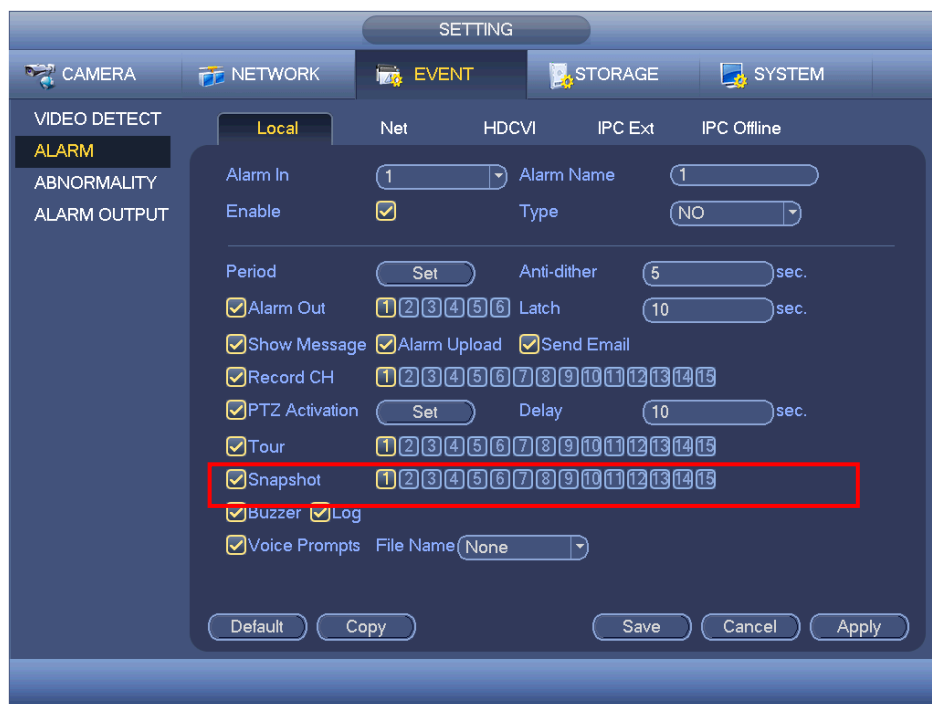 SETTING
CAMERA NETWORK EVENT STORAGE SYSTEM
VIDEO DETECT
ALARM
ABNORMALITY
ALARM OUTPUT
Local Net HDCVI IPC Ext IPC Offline
Alarm In 1 Alarm Name 1
Enable Type NO
Period Set Anti-dither 5 sec.
Alarm Out 1 2 3 4 5 6 Latch 10 sec.
Show Message Alarm Upload Send Email
Record CH 1 2 3 4 5 6 7 8 9 10 11 12 13 14 15
PTZ Activation Set Delay 10 sec.
Tour 1 2 3 4 5 6 7 8 9 10 11 12 13 14 15
Snapshot 1 2 3 4 5 6 7 8 9 10 11 12 13 14 15
Buzzer Log
Voice Prompts File Name None
Default Copy Save Cancel Apply